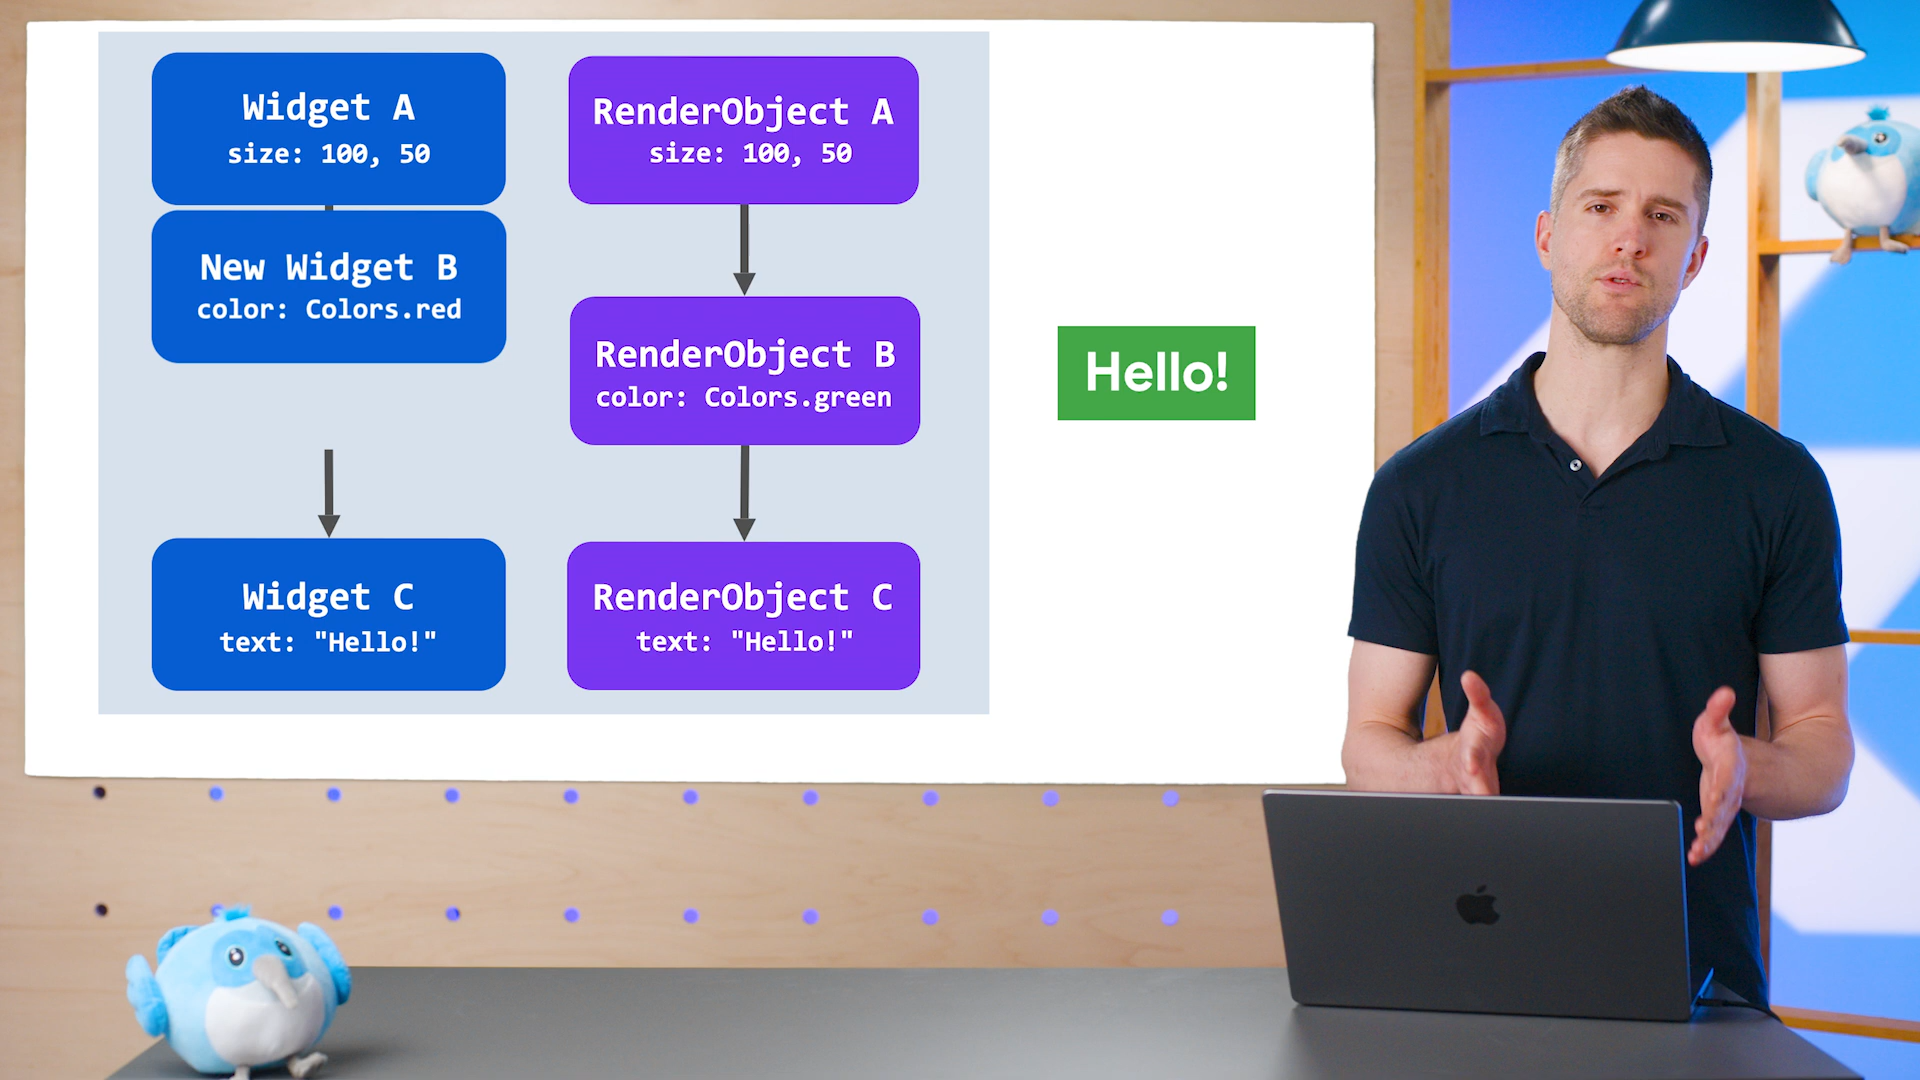 Widget A
size: 100, 50
New Widget B
color: Colors.red
Widget C
text: "Hello!"
RenderObject A
size: 100, 50
RenderObject B
color: Colors.green
RenderObject C
text: "Hello!"
Hello!